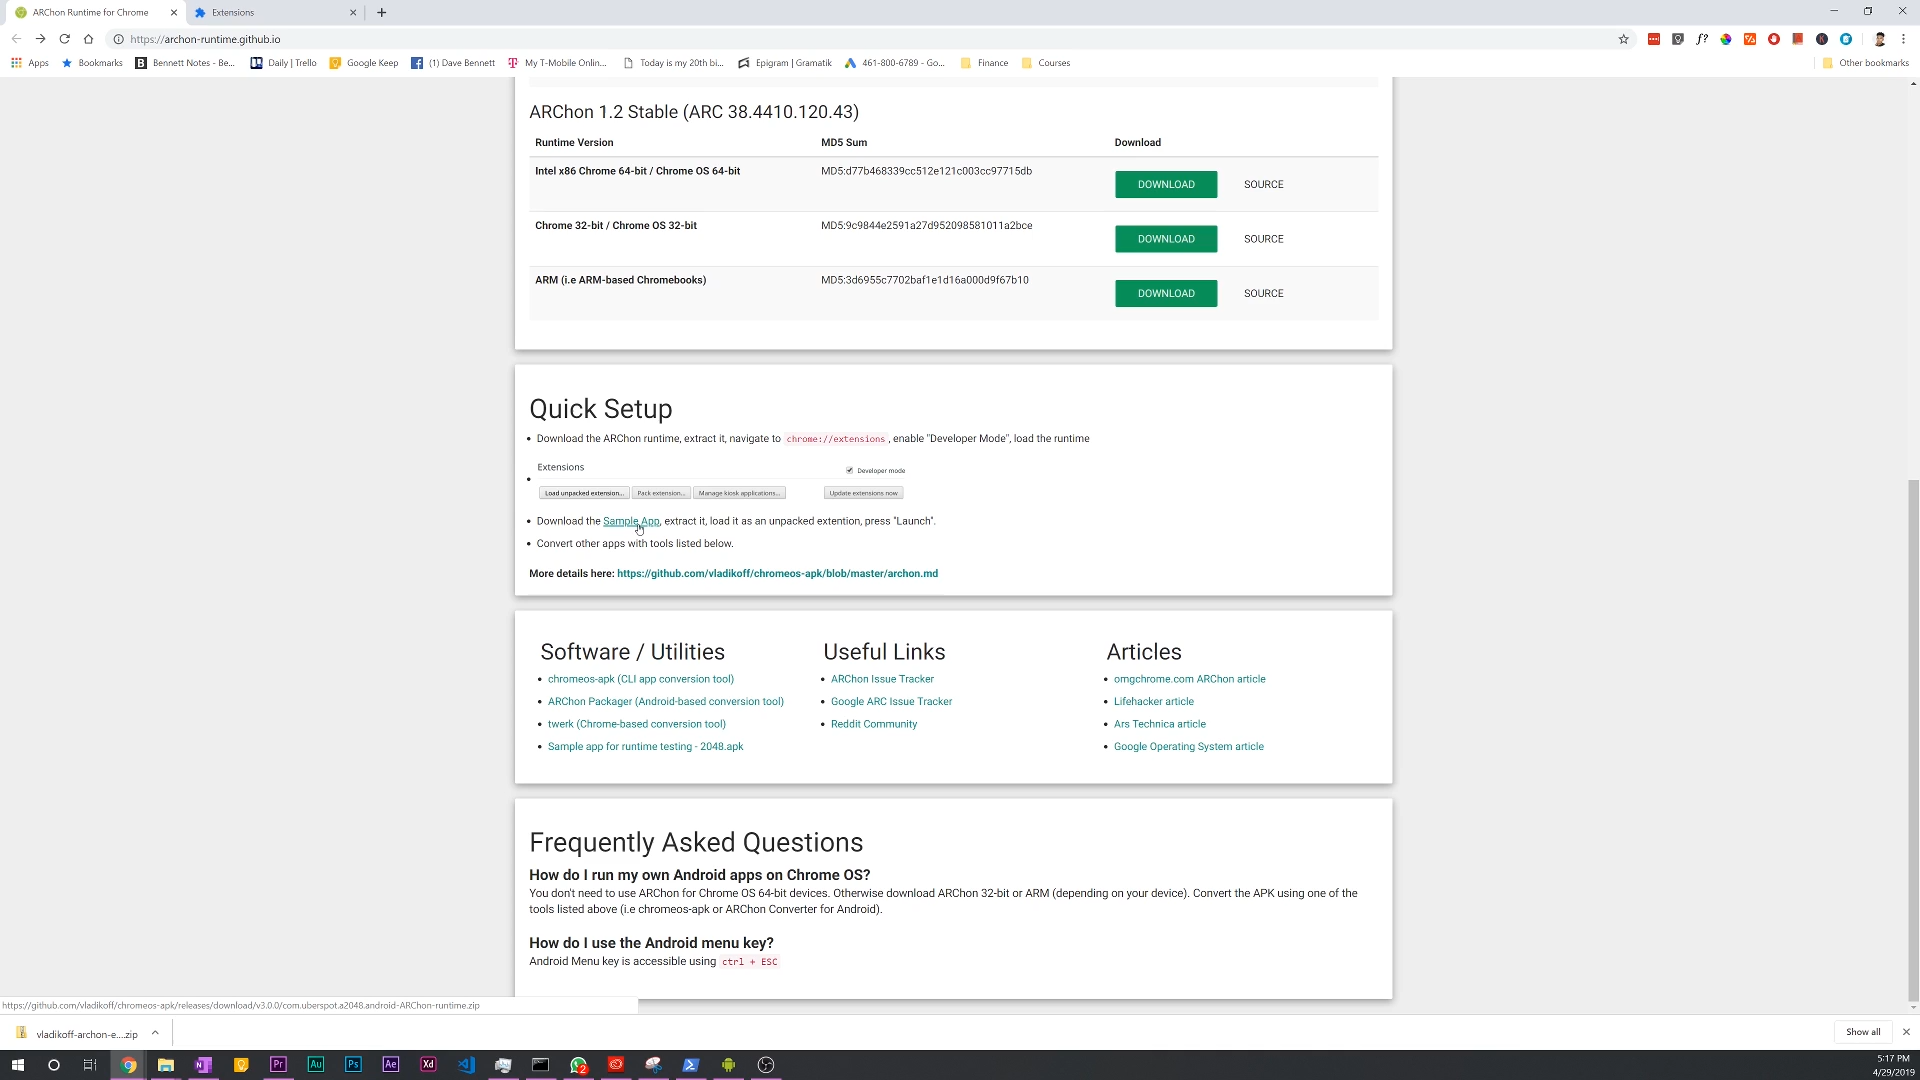 ARChon Runtime for Chrome
Extensions
https://archon-runtime.github.io
Apps
Bookmarks
Bennett Notes - Be...
Daily | Trello
Google Keep
(1) Dave Bennett
My T-Mobile Onlin...
Today is my 20th bi...
Epigram | Gramatik
461-800-6789 - Go...
Finance
Courses
Other bookmarks
ARChon 1.2 Stable (ARC 38.4410.120.43)
Runtime Version MD5 Sum Download
Intel x86 Chrome 64-bit / Chrome OS 64-bit MD5:d77b468339cc512e121c003cc97715db DOWNLOAD SOURCE
Chrome 32-bit / Chrome OS 32-bit MD5:9c9844e2591a27d952098581011a2bce DOWNLOAD SOURCE
ARM (i.e ARM-based Chromebooks) MD5:3d6955c7702baf1e1d16a000d9f67b10 DOWNLOAD SOURCE
Quick Setup
Download the ARChon runtime, extract it, navigate to chrome://extensions, enable "Developer Mode", load the runtime
Extensions Developer mode
Load unpacked extension... Pack extension... Manage kiosk applications... Update extensions now
Download the Sample App, extract it, load it as an unpacked extention, press "Launch".
Convert other apps with tools listed below.
More details here: https://github.com/vladikoff/chromeos-apk/blob/master/archon.md
Software / Utilities
chromeos-apk (CLI app conversion tool)
ARChon Packager (Android-based conversion tool)
twerk (Chrome-based conversion tool)
Sample app for runtime testing - 2048.apk
Useful Links
ARChon Issue Tracker
Google ARC Issue Tracker
Reddit Community
Articles
omgchrome.com ARChon article
Lifehacker article
Ars Technica article
Google Operating System article
Frequently Asked Questions
How do I run my own Android apps on Chrome OS?
You don't need to use ARChon for Chrome OS 64-bit devices. Otherwise download ARChon 32-bit or ARM (depending on your device). Convert the APK using one of the
tools listed above (i.e chromeos-apk or ARChon Converter for Android).
How do I use the Android menu key?
Android Menu key is accessible using ctrl + ESC
https://github.com/vladikoff/chromeos-apk/releases/download/v3.0.0/com.uberspot.a2048.android-ARChon-runtime.zip
vladikoff-archon-e....zip
Show all
Pr Au Ps Ae Xd
2
5:17 PM
4/29/2019